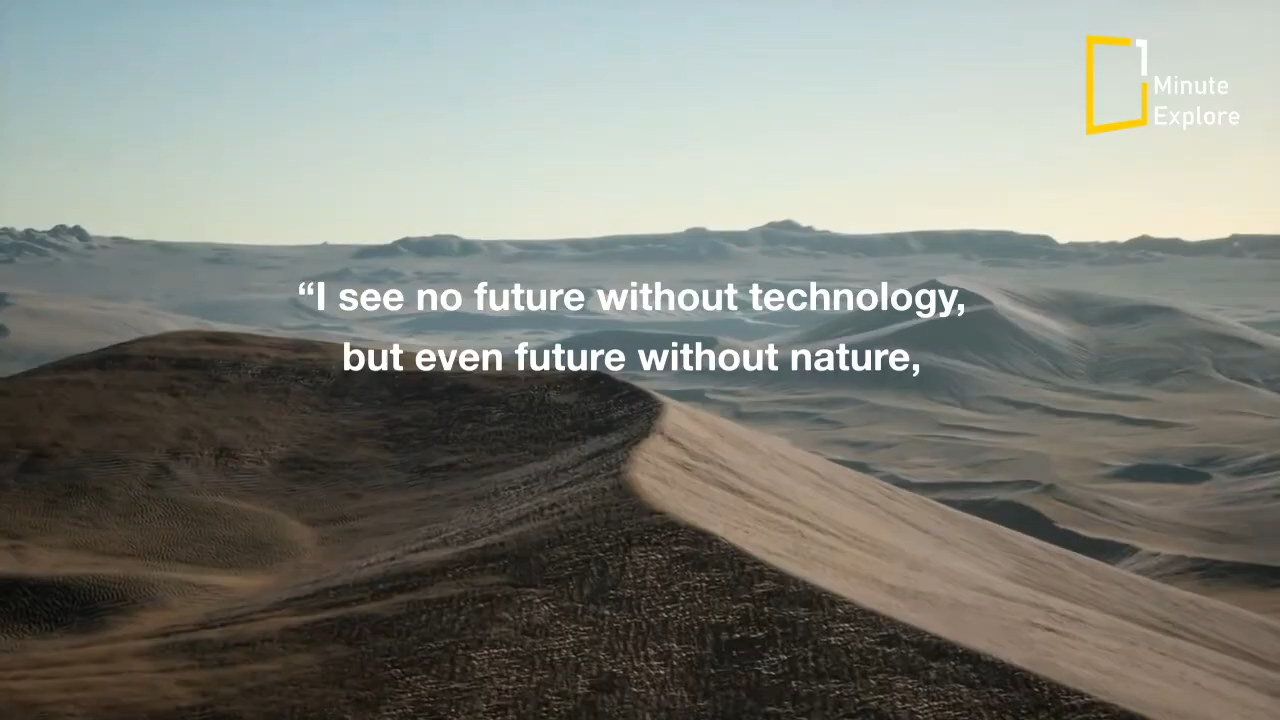 Minute
Explore
“I see no future without technology,
but even future without nature,